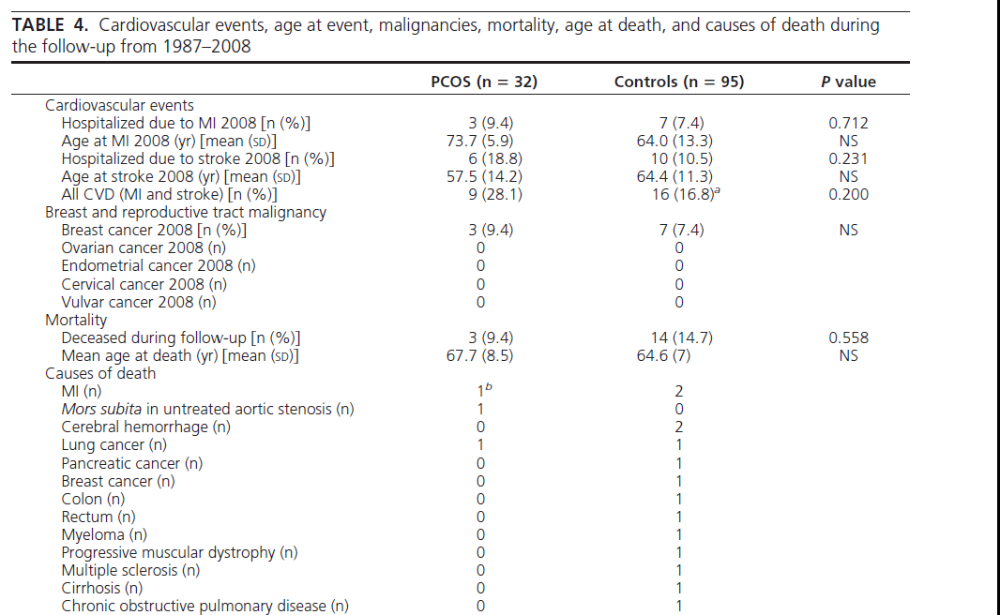 TABLE 4. Cardiovascular events, age at event, malignancies, mortality, age at death, and causes of death during
the follow-up from 1987–2008
PCOS (n = 32) Controls (n = 95) P value
Cardiovascular events
Hospitalized due to MI 2008 [n (%)] 3 (9.4) 7 (7.4) 0.712
Age at MI 2008 (yr) [mean (SD)] 73.7 (5.9) 64.0 (13.3) NS
Hospitalized due to stroke 2008 [n (%)] 6 (18.8) 10 (10.5) 0.231
Age at stroke 2008 (yr) [mean (SD)] 57.5 (14.2) 64.4 (11.3) NS
All CVD (MI and stroke) [n (%)] 9 (28.1) 16 (16.8)a 0.200
Breast and reproductive tract malignancy
Breast cancer 2008 [n (%)] 3 (9.4) 7 (7.4) NS
Ovarian cancer 2008 (n) 0 0
Endometrial cancer 2008 (n) 0 0
Cervical cancer 2008 (n) 0 0
Vulvar cancer 2008 (n) 0 0
Mortality
Deceased during follow-up [n (%)] 3 (9.4) 14 (14.7) 0.558
Mean age at death (yr) [mean (SD)] 67.7 (8.5) 64.6 (7) NS
Causes of death
MI (n) 1b 2
Mors subita in untreated aortic stenosis (n) 1 0
Cerebral hemorrhage (n) 0 2
Lung cancer (n) 1 1
Pancreatic cancer (n) 0 1
Breast cancer (n) 0 1
Colon (n) 0 1
Rectum (n) 0 1
Myeloma (n) 0 1
Progressive muscular dystrophy (n) 0 1
Multiple sclerosis (n) 0 1
Cirrhosis (n) 0 1
Chronic obstructive pulmonary disease (n) 0 1